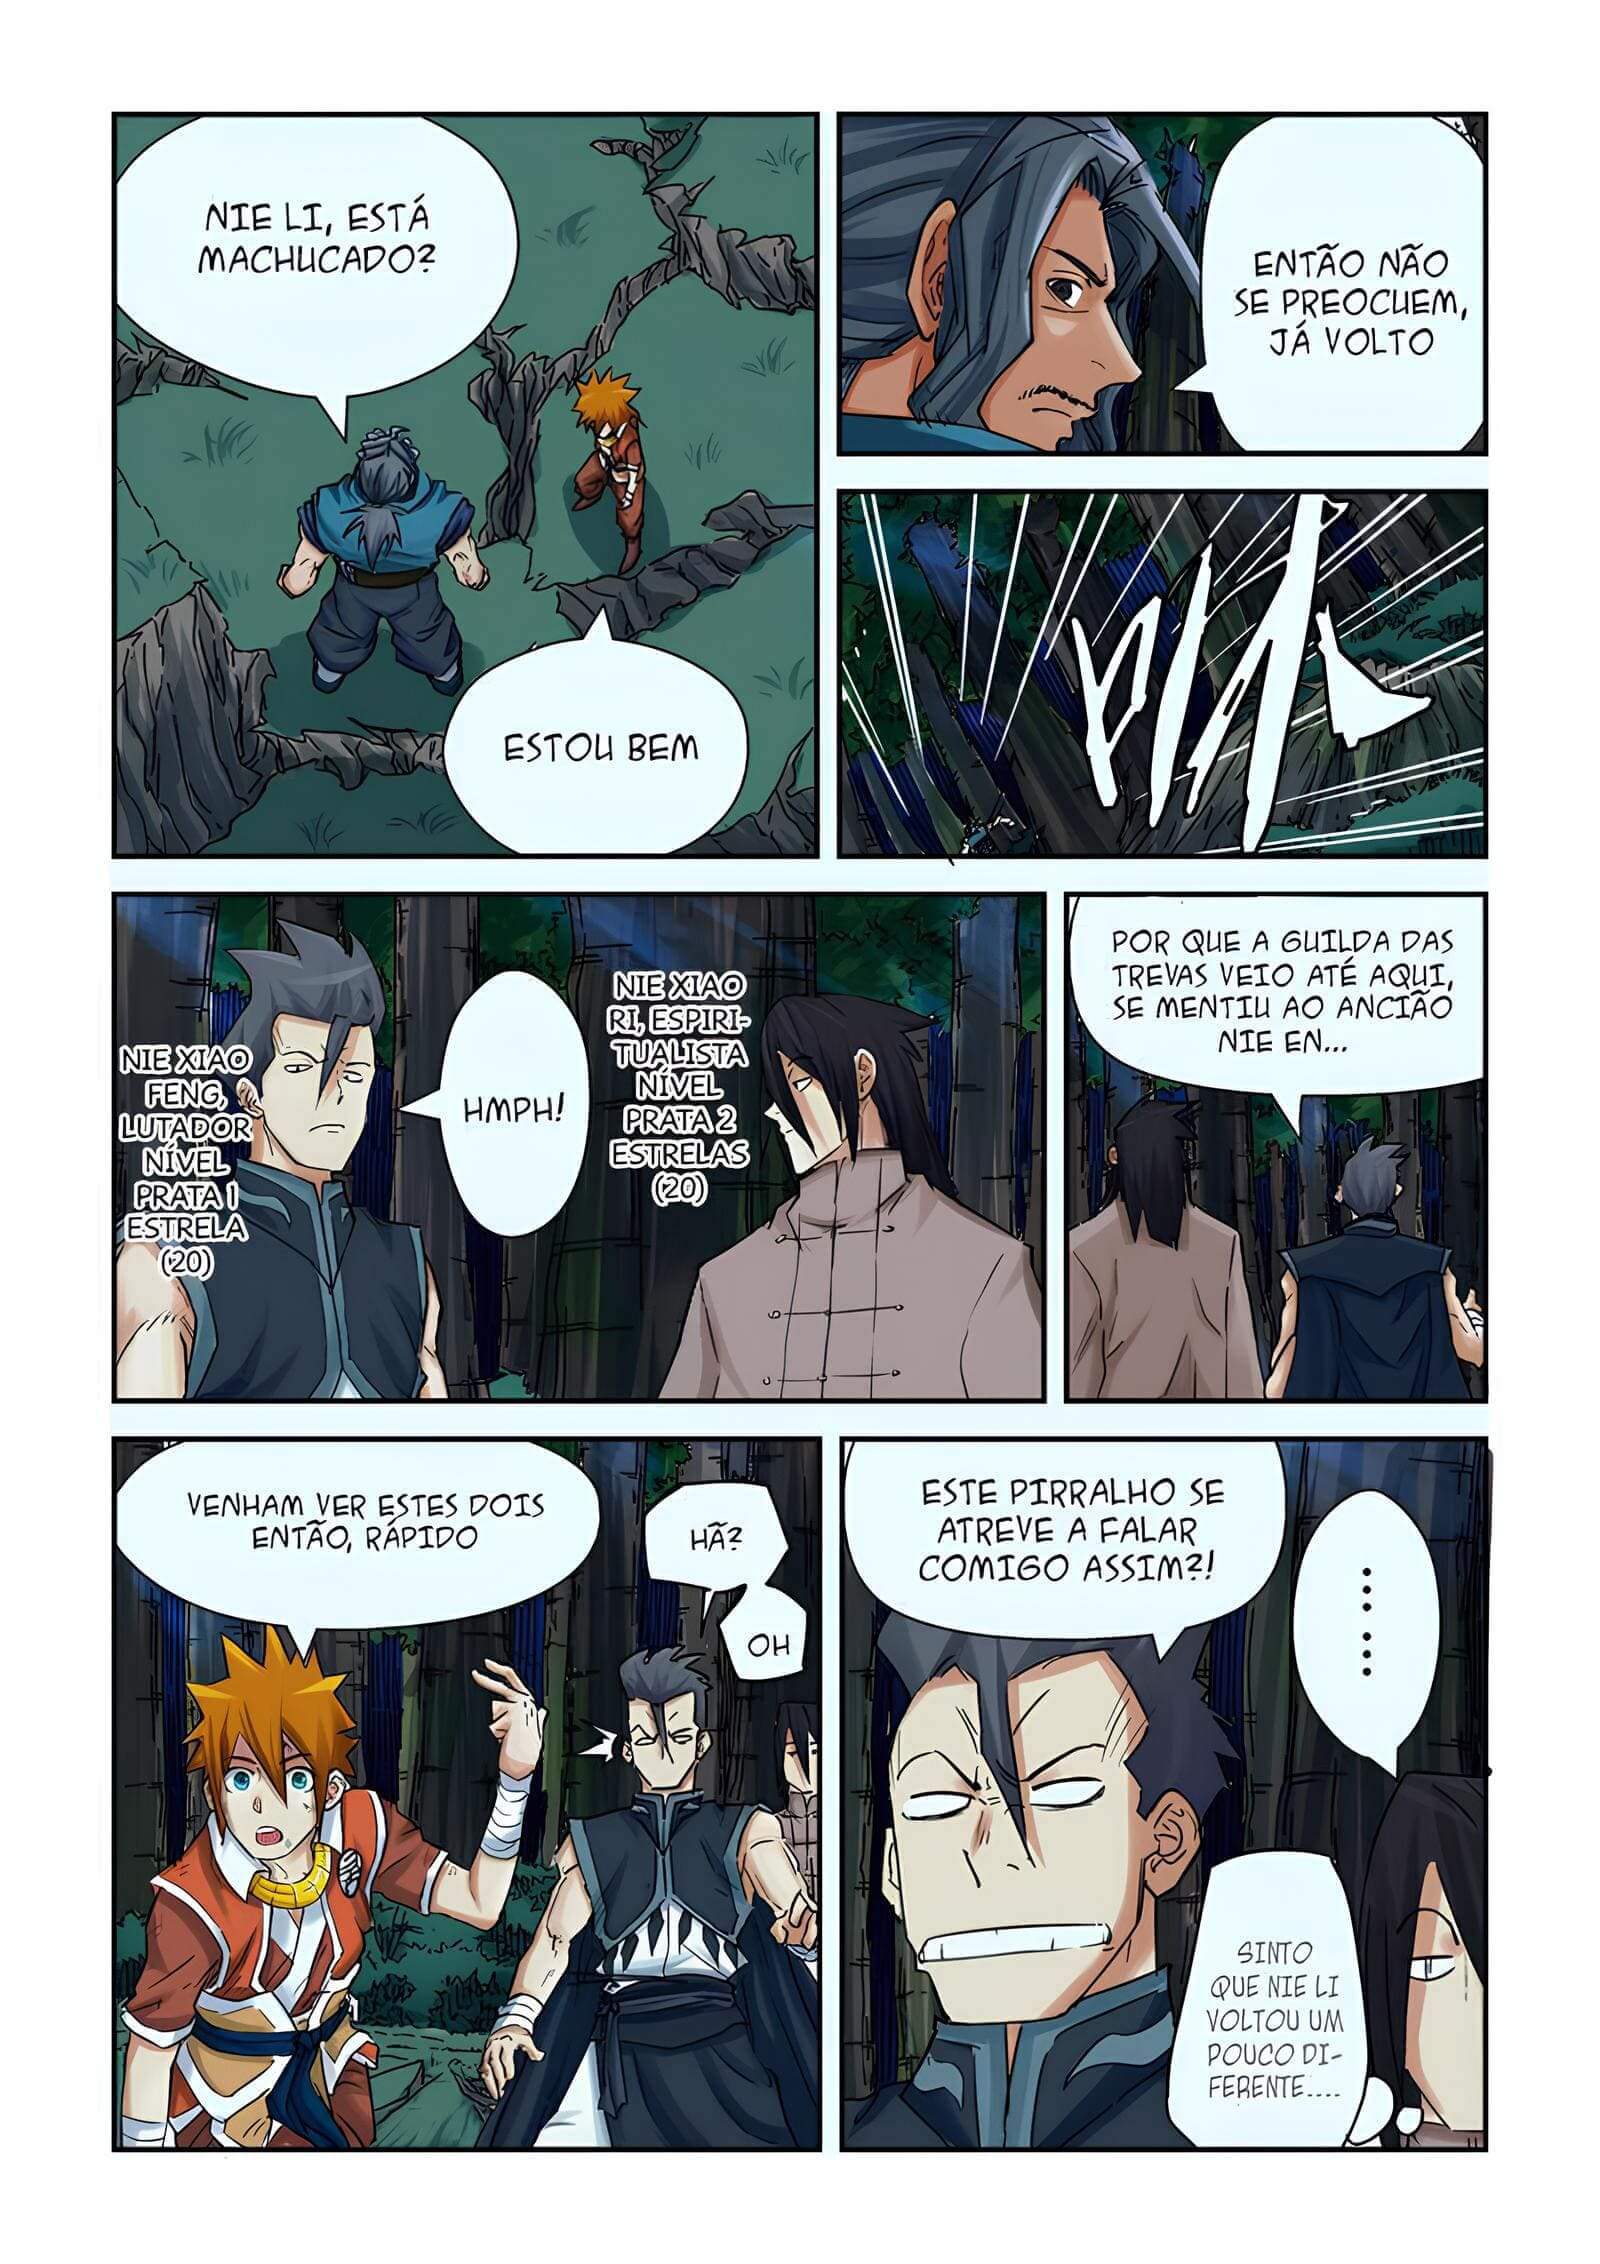 NIE LI, ESTÁ
MACHUCADO?
ESTOU BEM
ENTÃO NÃO
SE PREOCUEM,
JÁ VOLTO
NIE XIAO
FENG,
LUTADOR
NÍVEL
PRATA 1
ESTRELA
(20)
HMPH!
NIE XIAO
RI, ESPIRI-
TUALISTA
NÍVEL
PRATA 2
ESTRELAS
(20)
POR QUE A GUILDA DAS
TREVAS VEIO ATÉ AQUI,
SE MENTIU AO ANCIÃO
NIE EN...
VENHAM VER ESTES DOIS
ENTÃO, RÁPIDO
HÃ?
OH
ESTE PIRRALHO SE
ATREVE A FALAR
COMIGO ASSIM?!
......
SINTO
QUE NIE LI
VOLTOU UM
POUCO DI-
FERENTE....